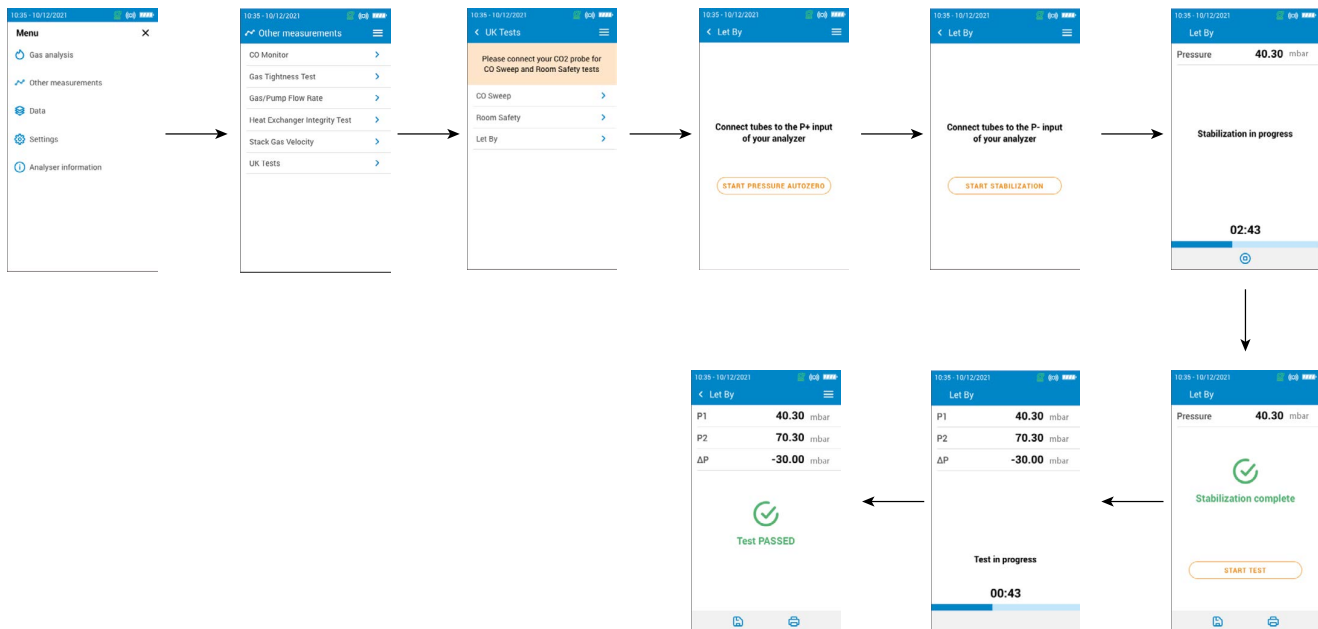 10:35 - 10/12/2021
Menu
Gas analysis
Other measurements
Data
Settings
Analyser information
10:35 - 10/12/2021
Other measurements
CO Monitor
Gas Tightness Test
Gas/Pump Flow Rate
Heat Exchanger Integrity Test
Stack Gas Velocity
UK Tests
10:35 - 10/12/2021
UK Tests
Please connect your CO2 probe for
CO Sweep and Room Safety tests
CO Sweep
Room Safety
Let By
10:35 - 10/12/2021
Let By
Connect tubes to the P+ input
of your analyzer
START PRESSURE AUTOZERO
10:35 - 10/12/2021
Let By
Connect tubes to the P- input
of your analyzer
START STABILIZATION
10:35 - 10/12/2021
Let By
Pressure 40.30 mbar
Stabilization in progress
02:43
10:35 - 10/12/2021
Let By
Pressure 40.30 mbar
Stabilization complete
START TEST
10:35 - 10/12/2021
Let By
P1 40.30 mbar
P2 70.30 mbar
ΔP -30.00 mbar
Test in progress
00:43
10:35 - 10/12/2021
Let By
P1 40.30 mbar
P2 70.30 mbar
ΔP -30.00 mbar
Test PASSED